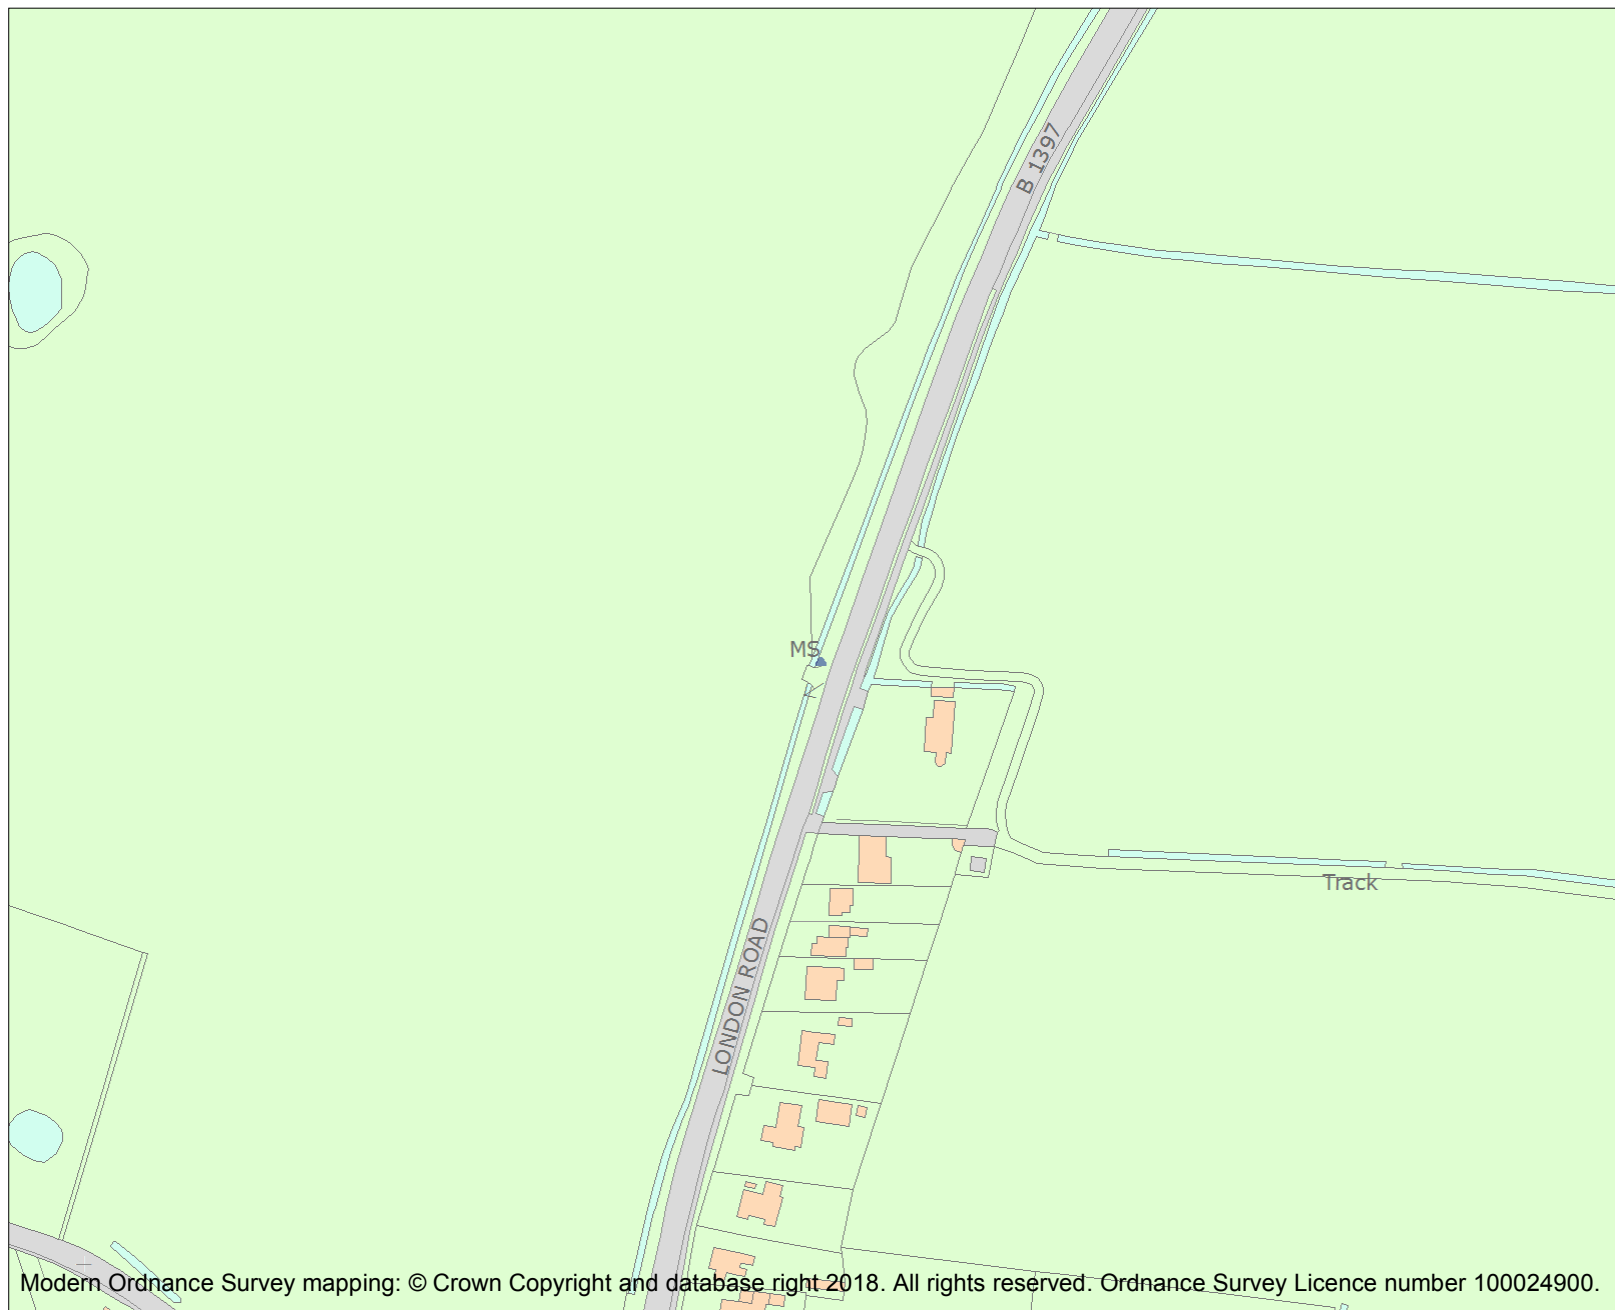 B 1397
MS
Track
LONDON ROAD
Modern Ordnance Survey mapping: © Crown Copyright and database right 2018. All rights reserved. Ordnance Survey Licence number 100024900.